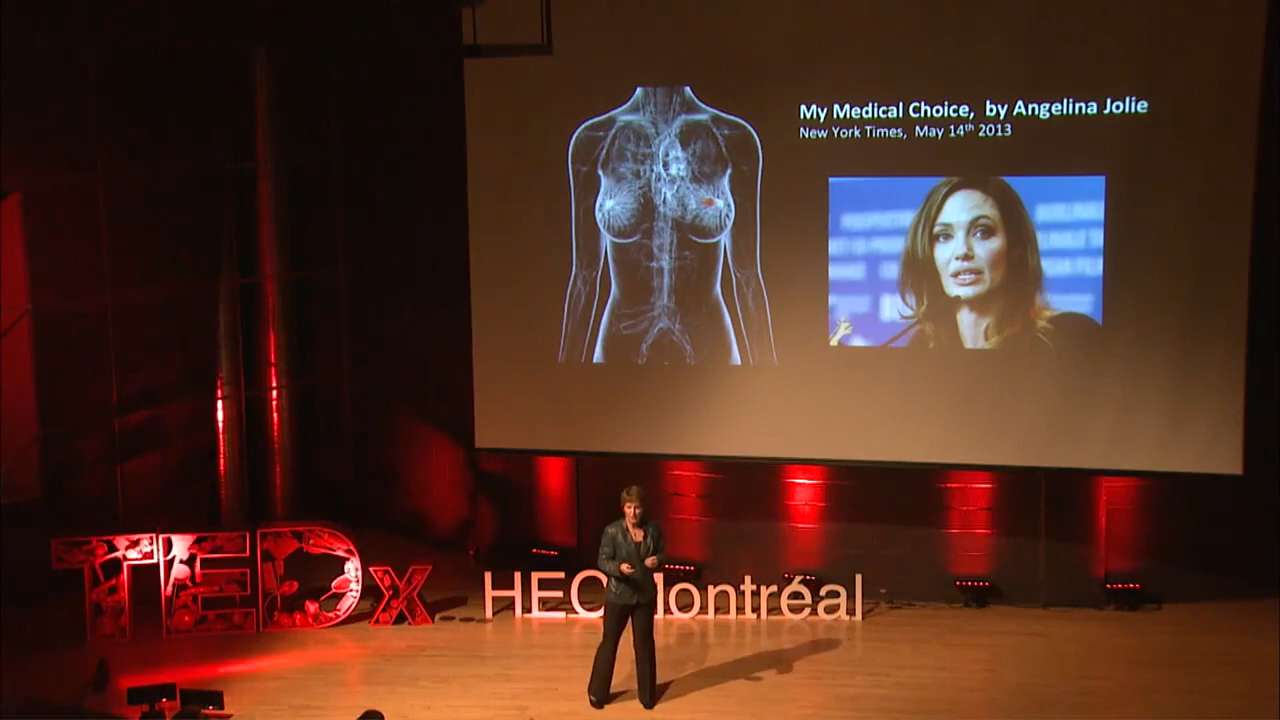 My Medical Choice, by Angelina Jolie
New York Times, May 14th 2013
TEDx HEC Montréal